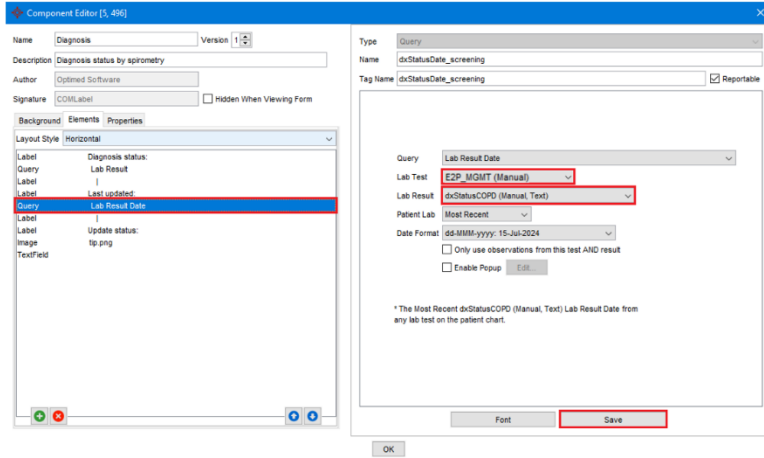 Component Editor [5, 496]
Name Diagnosis Version 1
Description Diagnosis status by spirometry
Author Optimed Software
Signature COMLabel Hidden When Viewing Form
Background Elements Properties
Layout Style Horizontal
Label Diagnosis status:
Query Lab Result
Label |
Label Last updated:
Query Lab Result Date
Label |
Label Update status:
Image tip.png
TextField
Type Query
Name dxStatusDate_screening
Tag Name dxStatusDate_screening Reportable
Query Lab Result Date
Lab Test E2P_MGMT (Manual)
Lab Result dxStatusCOPD (Manual, Text)
Patient Lab Most Recent
Date Format dd-MMM-yyyy: 15-Jul-2024
Only use observations from this test AND result
Enable Popup Edit...
* The Most Recent dxStatusCOPD (Manual, Text) Lab Result Date from
any lab test on the patient chart.
Font Save
OK